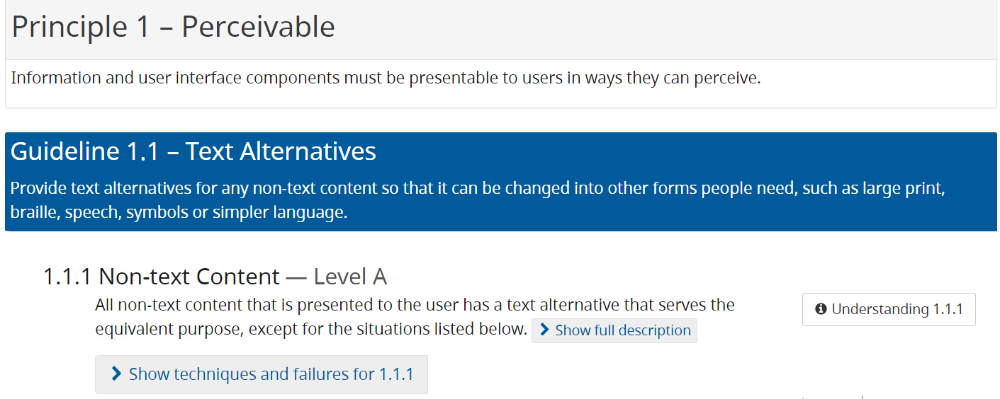 Principle 1 – Perceivable
Information and user interface components must be presentable to users in ways they can perceive.
Guideline 1.1 – Text Alternatives
Provide text alternatives for any non-text content so that it can be changed into other forms people need, such as large print,
braille, speech, symbols or simpler language.
1.1.1 Non-text Content — Level A
All non-text content that is presented to the user has a text alternative that serves the
equivalent purpose, except for the situations listed below. Show full description
Understanding 1.1.1
Show techniques and failures for 1.1.1